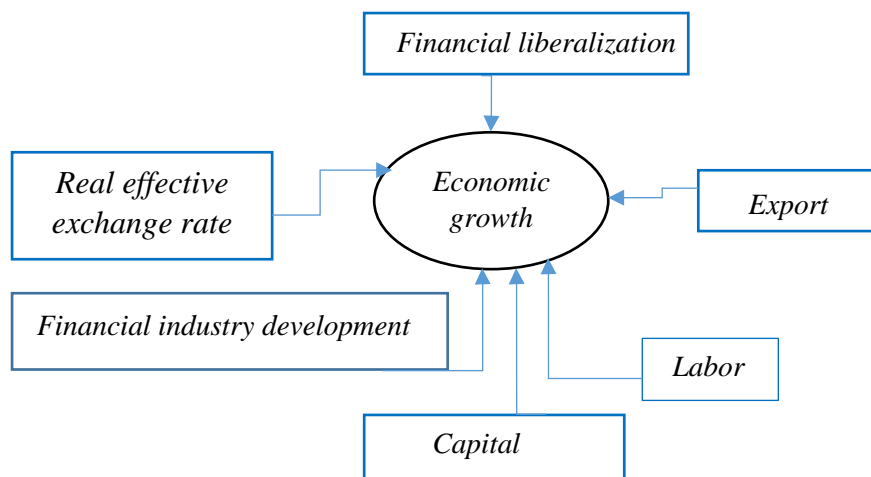 Financial liberalization
Real effective
exchange rate
Economic
growth
Export
Financial industry development
Labor
Capital